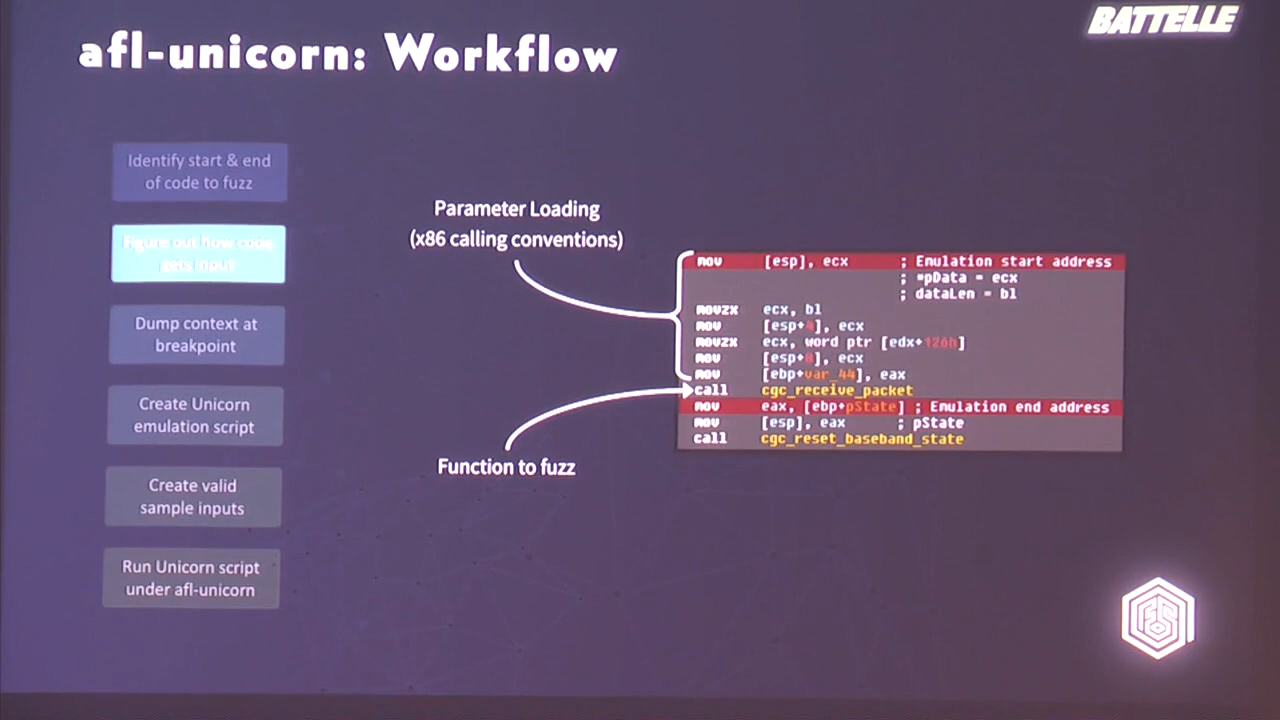 BATTELLE
afl-unicorn: Workflow
Identify start & end
of code to fuzz
Figure out how code
gets input
Dump context at
breakpoint
Create Unicorn
emulation script
Create valid
sample inputs
Run Unicorn script
under afl-unicorn
Parameter Loading
(x86 calling conventions)
Function to fuzz
mov [esp], ecx ; Emulation start address
; *pData = ecx
; dataLen = bl
movzx ecx, bl
mov [esp+4], ecx
movzx ecx, word ptr [edx+126h]
mov [esp+8], ecx
mov [ebp+var_44], eax
call cgc_receive_packet
mov eax, [ebp+pState] ; Emulation end address
mov [esp], eax ; pState
call cgc_reset_baseband_state